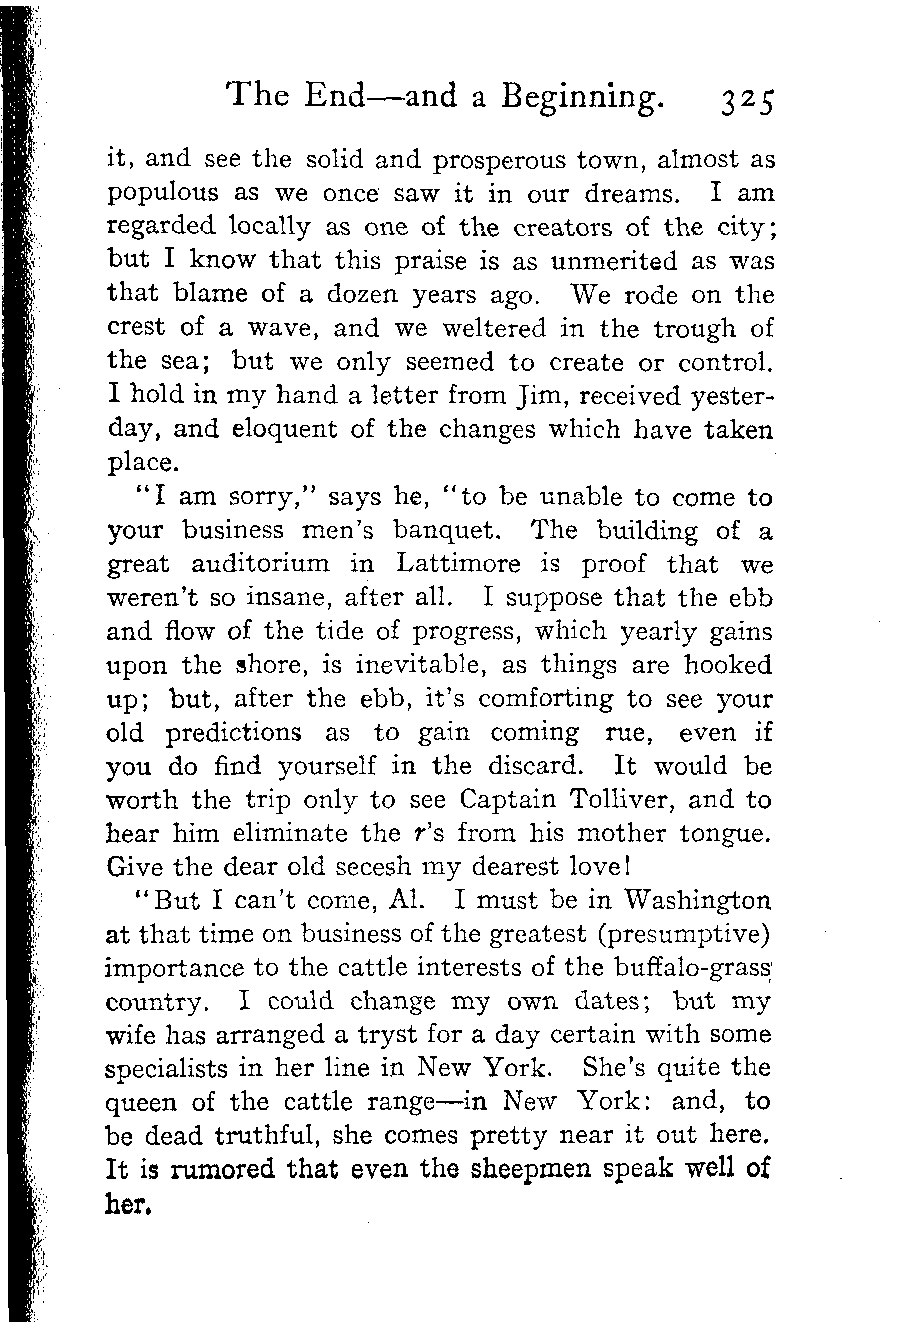 The End—and a Beginning. 325
it, and see the solid and prosperous town, almost as
populous as we once saw it in our dreams. I am
regarded locally as one of the creators of the city;
but I know that this praise is as unmerited as was
that blame of a dozen years ago. We rode on the
crest of a wave, and we weltered in the trough of
the sea; but we only seemed to create or control.
I hold in my hand a letter from Jim, received yester-
day, and eloquent of the changes which have taken
place.
"I am sorry," says he, "to be unable to come to
your business men's banquet. The building of a
great auditorium in Lattimore is proof that we
weren't so insane, after all. I suppose that the ebb
and flow of the tide of progress, which yearly gains
upon the shore, is inevitable, as things are hooked
up; but, after the ebb, it's comforting to see your
old predictions as to gain coming rue, even if
you do find yourself in the discard. It would be
worth the trip only to see Captain Tolliver, and to
hear him eliminate the r's from his mother tongue.
Give the dear old secesh my dearest love!
"But I can't come, Al. I must be in Washington
at that time on business of the greatest (presumptive)
importance to the cattle interests of the buffalo-grass
country. I could change my own dates; but my
wife has arranged a tryst for a day certain with some
specialists in her line in New York. She's quite the
queen of the cattle range—in New York: and, to
be dead truthful, she comes pretty near it out here.
It is rumored that even the sheepmen speak well of
her.